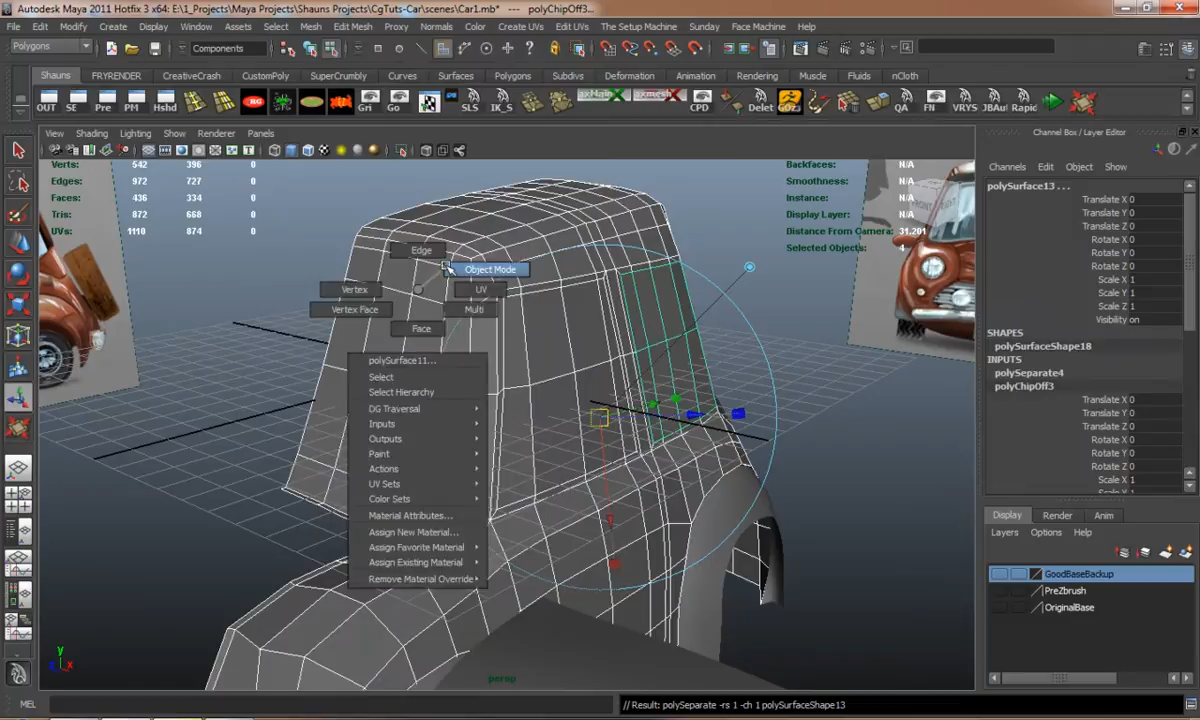 Autodesk Maya 2011 Hotfix 3 x64: E:\1_Projects\Maya Projects\Shauns Projects\CgTuts-Car\scenes\Car1.mb* --- polyChipOff3...
File Edit Modify Create Display Window Assets Select Mesh Edit Mesh Proxy Normals Color Create UVs Edit UVs The Setup Machine Sunday Face Machine Help
Polygons Components
Shauns FRYRENDER CreativeCrash CustomPoly SuperCrumbly Curves Surfaces Polygons Subdivs Deformation Animation Rendering Muscle Fluids nCloth
OUT SE Pre PM Hshd Gri Go SLS IK_S CPD Delet GOz FN QA VRYS JBAu Rapid
View Shading Lighting Show Renderer Panels
Verts: 542 396 0
Edges: 972 727 0
Faces: 436 334 0
Tris: 872 668 0
UVs: 1118 874 0
Backfaces: N/A
Smoothness: N/A
Instance: N/A
Display Layer: N/A
Distance From Camera: 31.201
Selected Objects: 4
Edge
Object Mode
Vertex UV
Vertex Face Multi
Face
polySurface11...
Select
Select Hierarchy
DG Traversal
Inputs
Outputs
Paint
Actions
UV Sets
Color Sets
Material Attributes...
Assign New Material...
Assign Favorite Material
Assign Existing Material
Remove Material Override
persp
y
z x
Channel Box / Layer Editor
Channels Edit Object Show
polySurface13 . . .
Translate X 0
Translate Y 0
Translate Z 0
Rotate X 0
Rotate Y 0
Rotate Z 0
Scale X 1
Scale Y 1
Scale Z 1
Visibility on
SHAPES
polySurfaceShape18
INPUTS
polySeparate4
polyChipOff3
Translate X 0
Translate Y 0
Translate Z 0
Rotate X 0
Rotate Y 0
Rotate Z 0
Scale X 1
Display Render Anim
Layers Options Help
GoodBaseBackup
PreZbrush
OriginalBase
MEL
// Result: polySeparate -rs 1 -ch 1 polySurfaceShape13